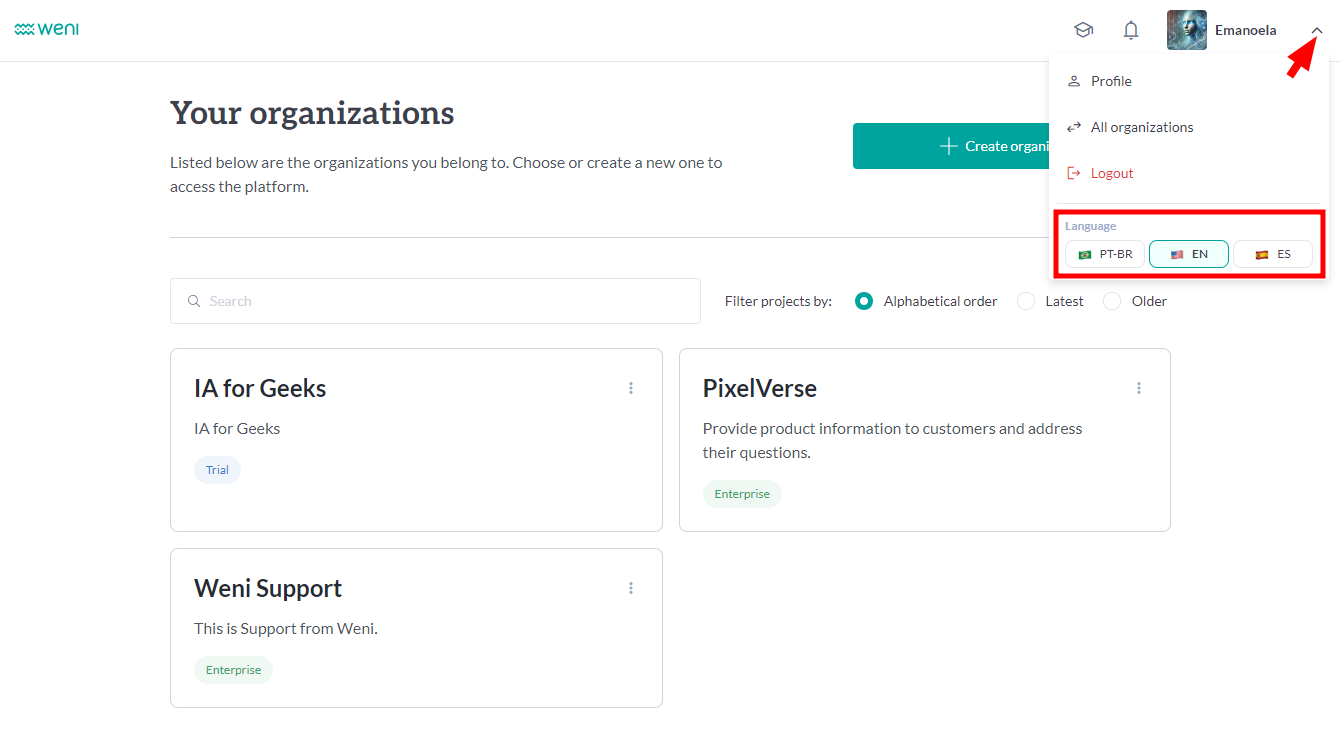 weni
Emanoela
Profile
All organizations
Logout
Language
PT-BR EN ES
Your organizations
Listed below are the organizations you belong to. Choose or create a new one to
access the platform.
Create organi
Search
Filter projects by: Alphabetical order Latest Older
IA for Geeks
IA for Geeks
Trial
PixelVerse
Provide product information to customers and address
their questions.
Enterprise
Weni Support
This is Support from Weni.
Enterprise